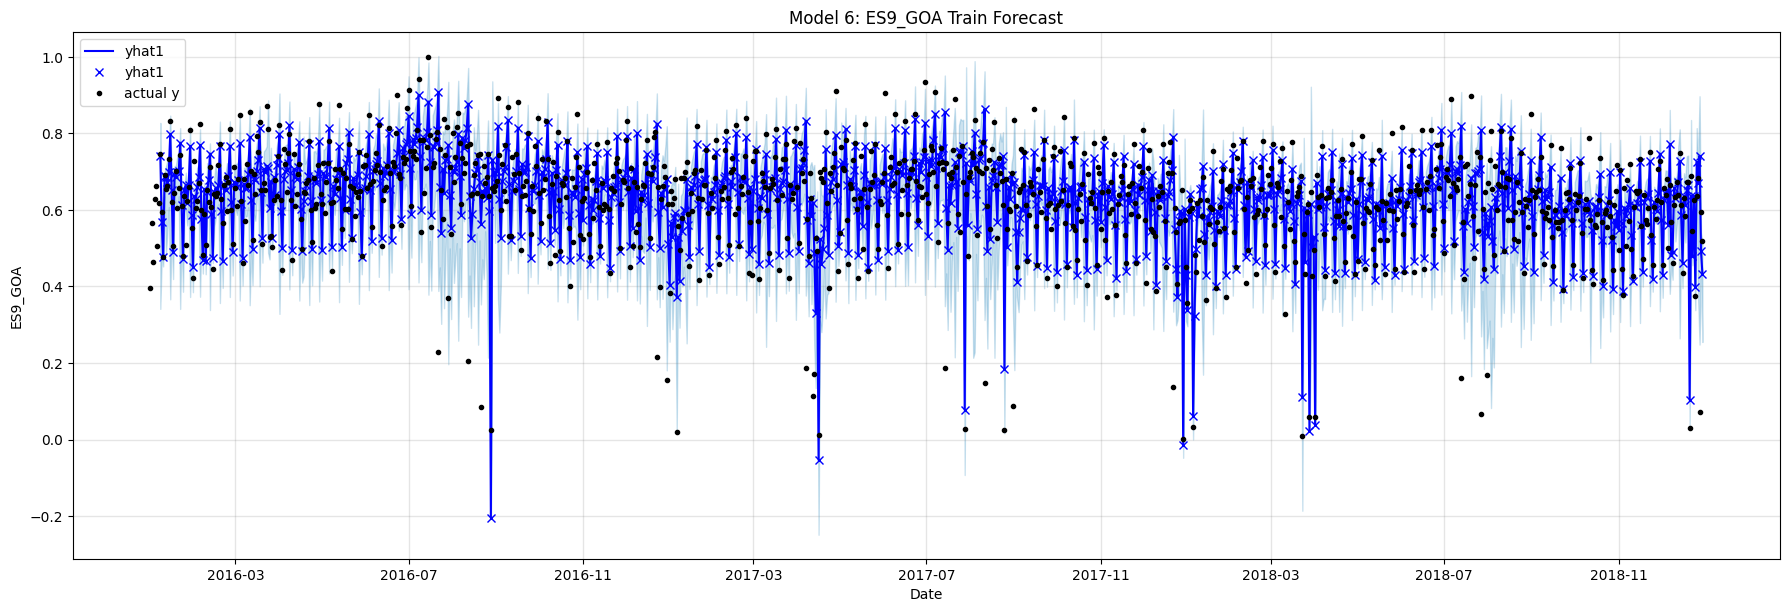 Model 6: ES9_GOA Train Forecast
yhat1
yhat1
actual y
1.0
0.8
0.6
0.4
0.2
0.0
−0.2
ES9_GOA
2016-03
2016-07
2016-11
2017-03
2017-07
2017-11
2018-03
2018-07
2018-11
Date